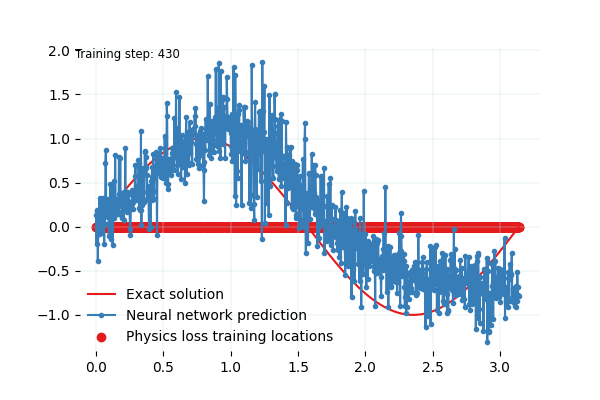 2.0
Training step: 430
1.5
1.0
0.5
0.0
−0.5
−1.0
Exact solution
Neural network prediction
Physics loss training locations
0.0 0.5 1.0 1.5 2.0 2.5 3.0